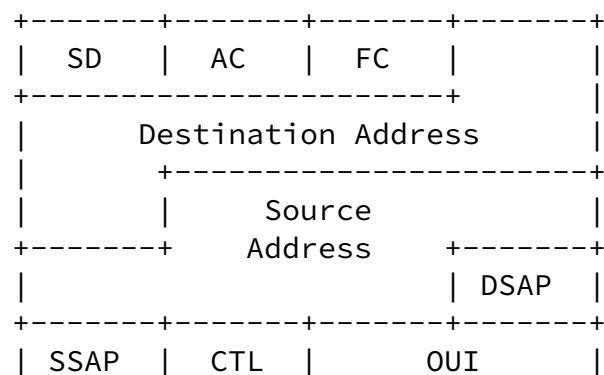 SD AC FC
Destination Address
Source
Address
DSAP
SSAP CTL OUI